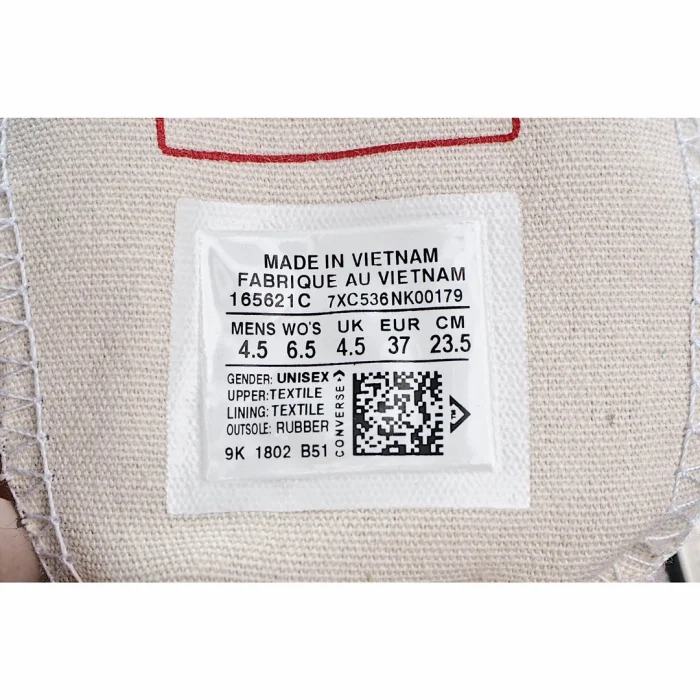 MADE IN VIETNAM
FABRIQUE AU VIETNAM
165621C 7XC536NK00179
MENS WO'S UK EUR CM
4.5 6.5 4.5 37 23.5
GENDER: UNISEX
UPPER: TEXTILE
LINING: TEXTILE
OUTSOLE: RUBBER
9K 1802 B51
CONVERSE
TM